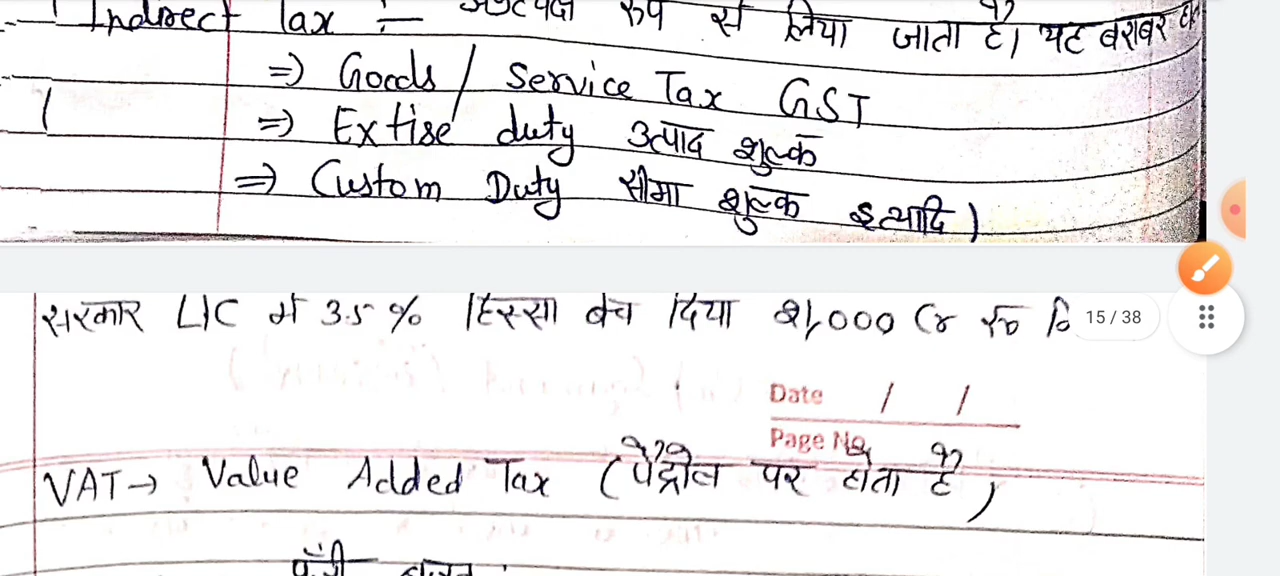 Indirect Tax :- अप्रत्यक्ष रूप से लिया जाता है। यह बराबर
=> Goods / Service Tax GST
=> Extise duty उत्पाद शुल्क
=> Custom Duty सीमा शुल्क इत्यादि)
सरकार LIC में 3.5 % हिस्सा बेच दिया 21,000 Cr रू
15 / 38
Date / /
Page No.
VAT → Value Added Tax (पेट्रोल पर होता है)